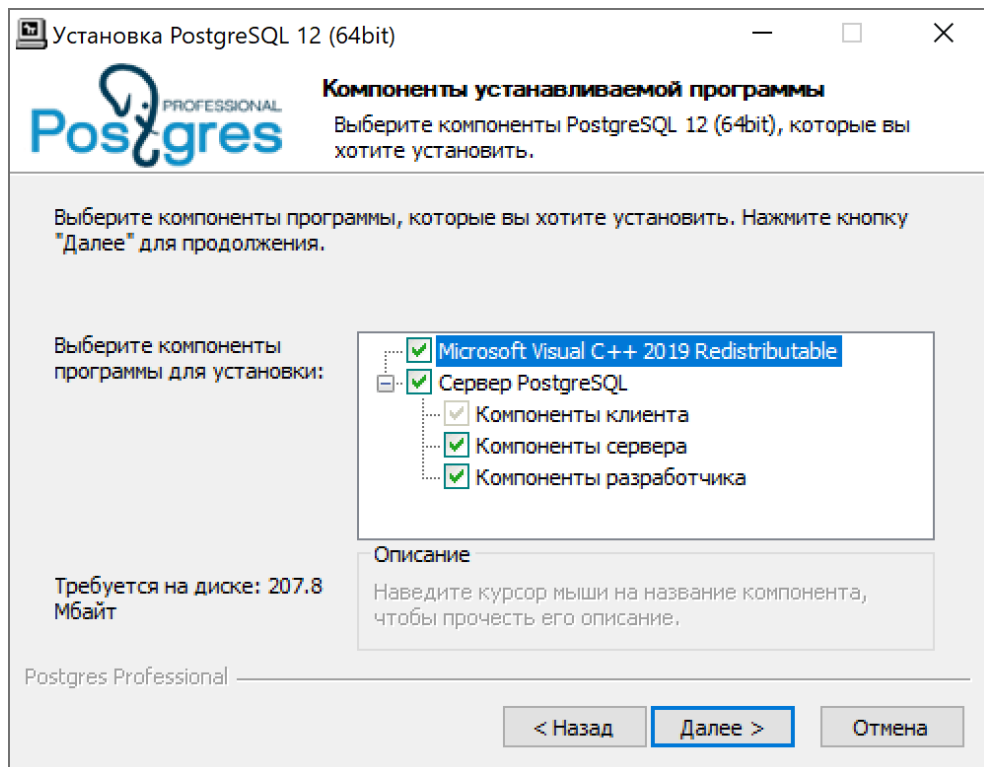 Установка PostgreSQL 12 (64bit)
PROFESSIONAL
Postgres
Компоненты устанавливаемой программы
Выберите компоненты PostgreSQL 12 (64bit), которые вы
хотите установить.
Выберите компоненты программы, которые вы хотите установить. Нажмите кнопку
"Далее" для продолжения.
Выберите компоненты
программы для установки:
Microsoft Visual C++ 2019 Redistributable
Сервер PostgreSQL
Компоненты клиента
Компоненты сервера
Компоненты разработчика
Требуется на диске: 207.8
Мбайт
Описание
Наведите курсор мыши на название компонента,
чтобы прочесть его описание.
Postgres Professional
< Назад
Далее >
Отмена